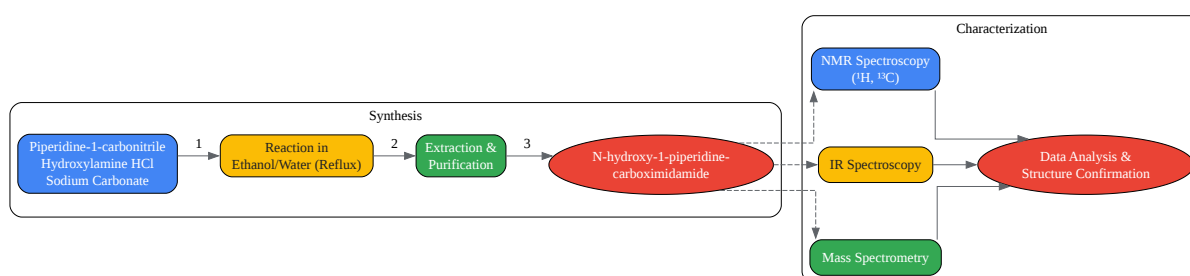 Synthesis
Piperidine-1-carbonitrile
Hydroxylamine HCl
Sodium Carbonate
1
Reaction in
Ethanol/Water (Reflux)
2
Extraction &
Purification
3
N-hydroxy-1-piperidine-
carboximidamide
Characterization
NMR Spectroscopy
(¹H, ¹³C)
IR Spectroscopy
Mass Spectrometry
Data Analysis &
Structure Confirmation